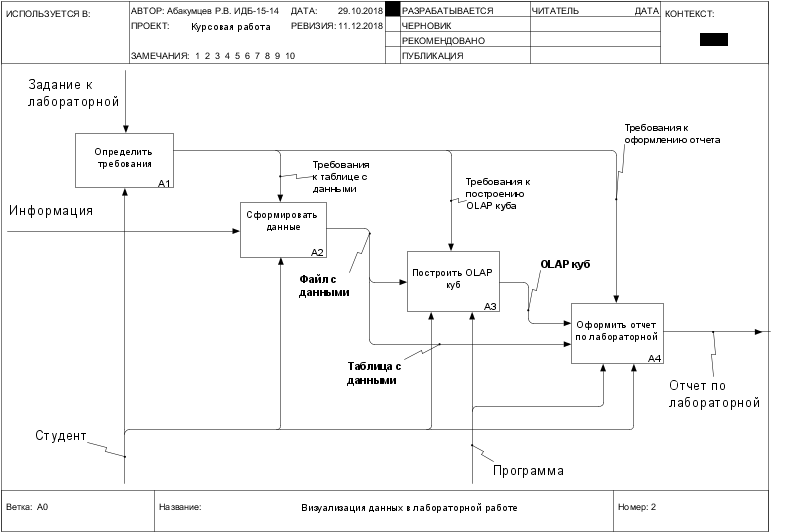 ИСПОЛЬЗУЕТСЯ В:
АВТОР: Абакумцев Р.В. ИДБ-15-14 ДАТА: 29.10.2018
ПРОЕКТ: Курсовая работа РЕВИЗИЯ: 11.12.2018
ЗАМЕЧАНИЯ: 1 2 3 4 5 6 7 8 9 10
РАЗРАБАТЫВАЕТСЯ
ЧЕРНОВИК
РЕКОМЕНДОВАНО
ПУБЛИКАЦИЯ
ЧИТАТЕЛЬ ДАТА
КОНТЕКСТ:
Задание к
лабораторной
Определить
требования
A1
Требования
к таблице с
данными
Требования к
построению
OLAP куба
Требования к
оформлению отчета
Информация
Сформировать
данные
A2
Файл с
данными
Построить OLAP
куб
A3
OLAP куб
Оформить отчет
по лабораторной
A4
Таблица с
данными
Отчет по
лабораторной
Студент
Программа
Ветка: A0
Название: Визуализация данных в лабораторной работе
Номер: 2